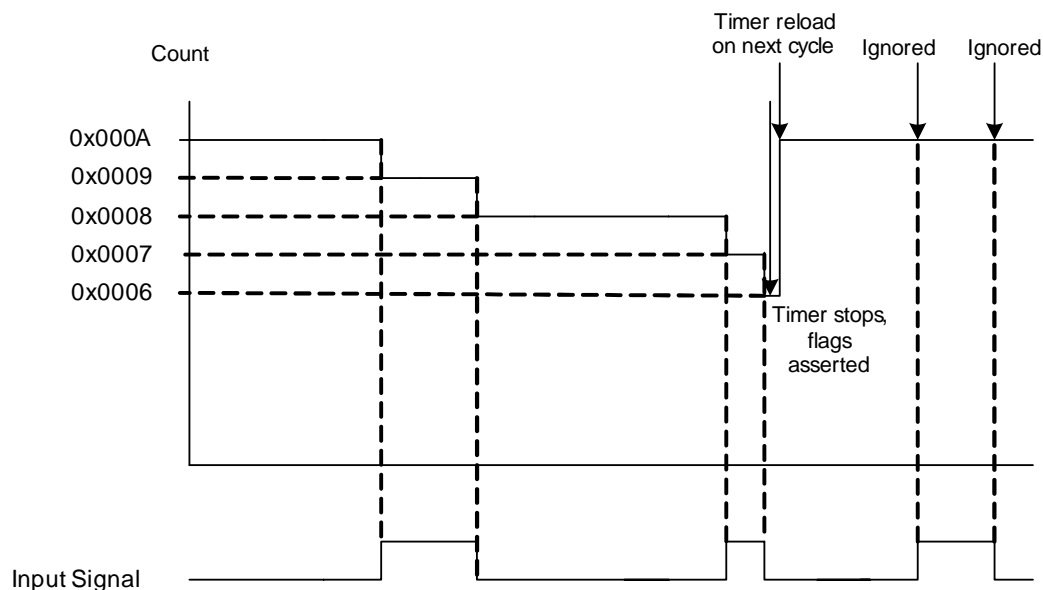 Timer reload
on next cycle
Ignored
Ignored
Count
0x000A
0x0009
0x0008
0x0007
0x0006
Timer stops,
flags
asserted
Input Signal